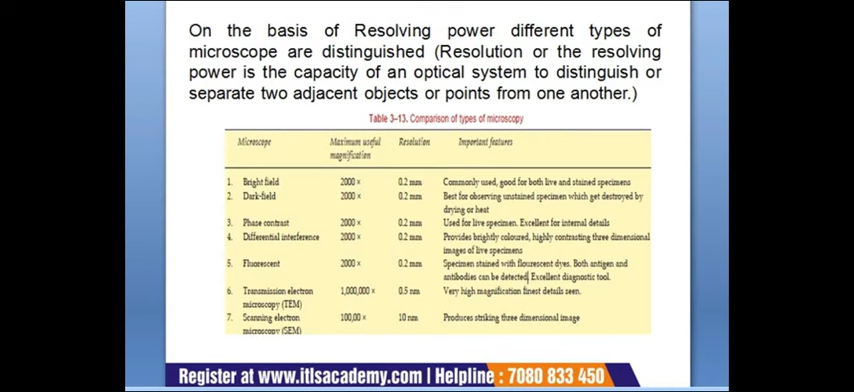 On the basis of Resolving power different types of
microscope are distinguished (Resolution or the resolving
power is the capacity of an optical system to distinguish or
separate two adjacent objects or points from one another.)
Table 3–13. Comparison of types of microscopy
Microscope Maximum useful Resolution Important features
magnification
1. Bright field 2000 × 0.2 mm Commonly used, good for both live and stained specimens
2. Dark-field 2000 × 0.2 mm Best for observing unstained specimen which get destroyed by
drying or heat
3. Phase contrast 2000 × 0.2 mm Used for live specimen. Excellent for internal details
4. Differential interference 2000 × 0.2 mm Provides brightly coloured, highly contrasting three dimensional
images of live specimens
5. Fluorescent 2000 × 0.2 mm Specimen stained with flourescent dyes. Both antigen and
antibodies can be detected. Excellent diagnostic tool.
6. Transmission electron 1,000,000 × 0.5 nm Very high magnification finest details seen.
microscopy (TEM)
7. Scanning electron 100,00 × 10 nm Produces striking three dimensional image
microscopy (SEM)
Register at www.itlsacademy.com | Helpline : 7080 833 450